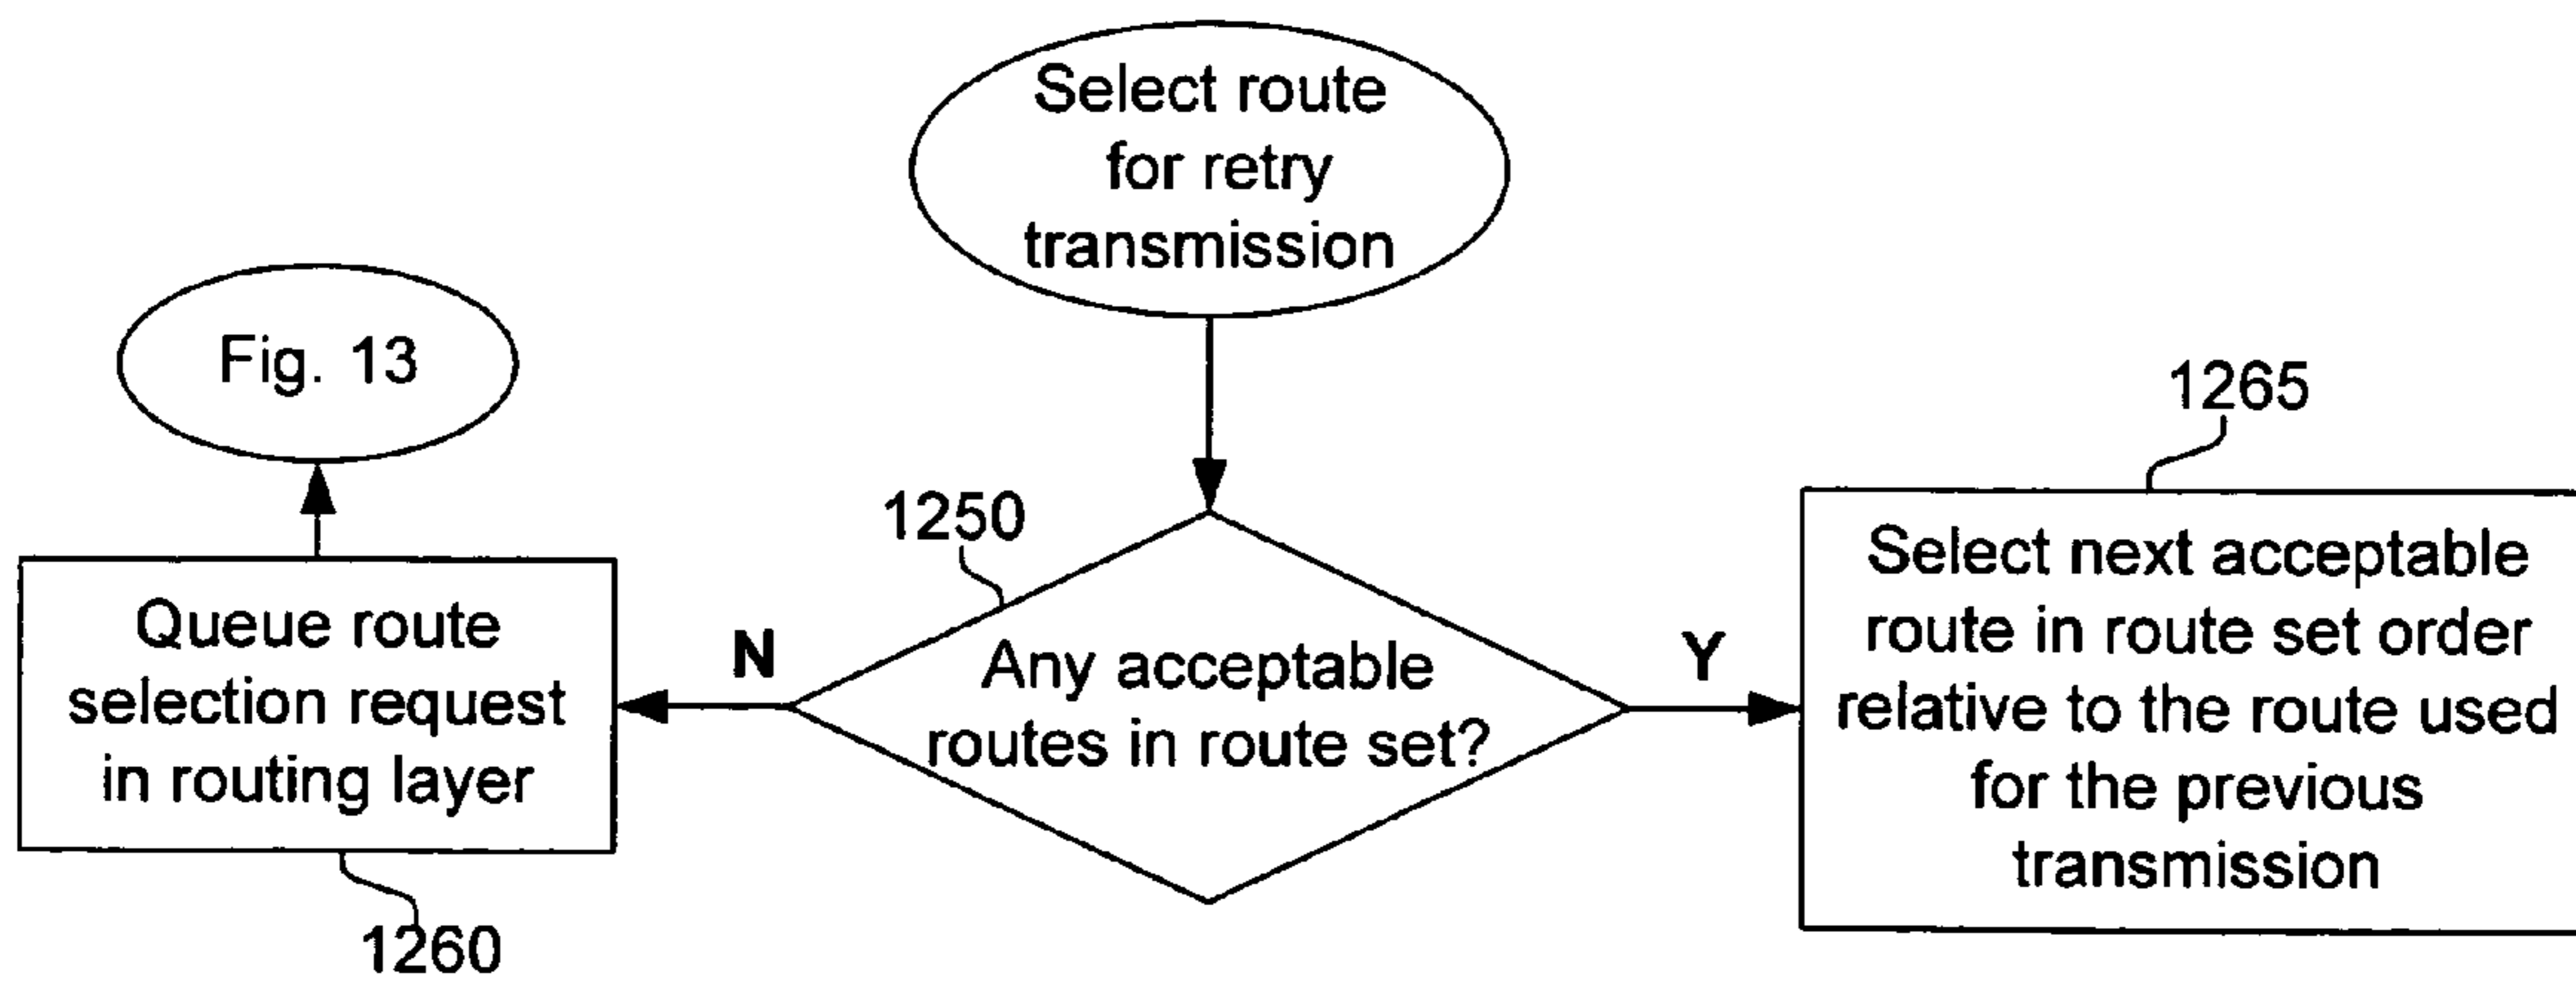 Select route
for retry
transmission
Fig. 13
1265
1250
Queue route
selection request
in routing layer
N
Any acceptable
routes in route set?
Y
Select next acceptable
route in route set order
relative to the route used
for the previous
transmission
1260